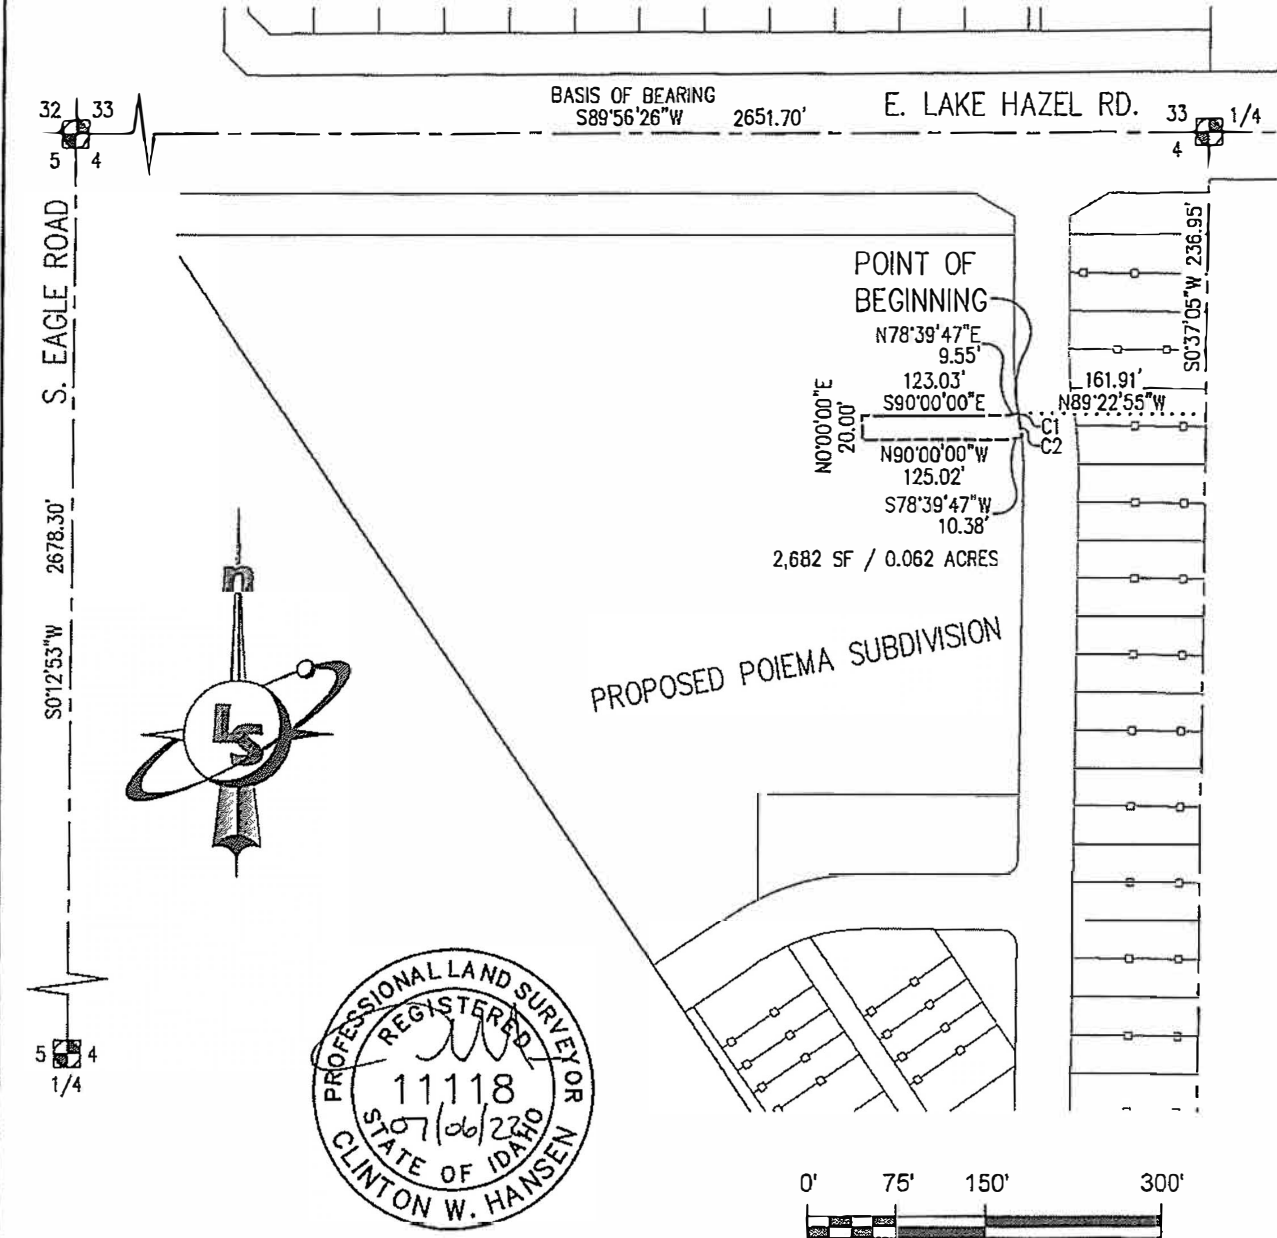 32 33
5 4
BASIS OF BEARING
S89°56'26"W 2651.70'
E. LAKE HAZEL RD.
33 1/4
4
S. EAGLE ROAD
S0°12'53"W 2678.30'
5 4
1/4
POINT OF
BEGINNING
N78°39'47"E
9.55'
123.03'
S90°00'00"E
N0°00'00"E
20.00'
N90°00'00"W
125.02'
S78°39'47"W
10.38'
C1
C2
161.91'
N89°22'55"W
S0°37'05"W 236.95'
2,682 SF / 0.062 ACRES
PROPOSED POIEMA SUBDIVISION
n
LS
PROFESSIONAL LAND SURVEYOR
REGISTERED
11118
07/06/22
STATE OF IDAHO
CLINTON W. HANSEN
0' 75' 150' 300'